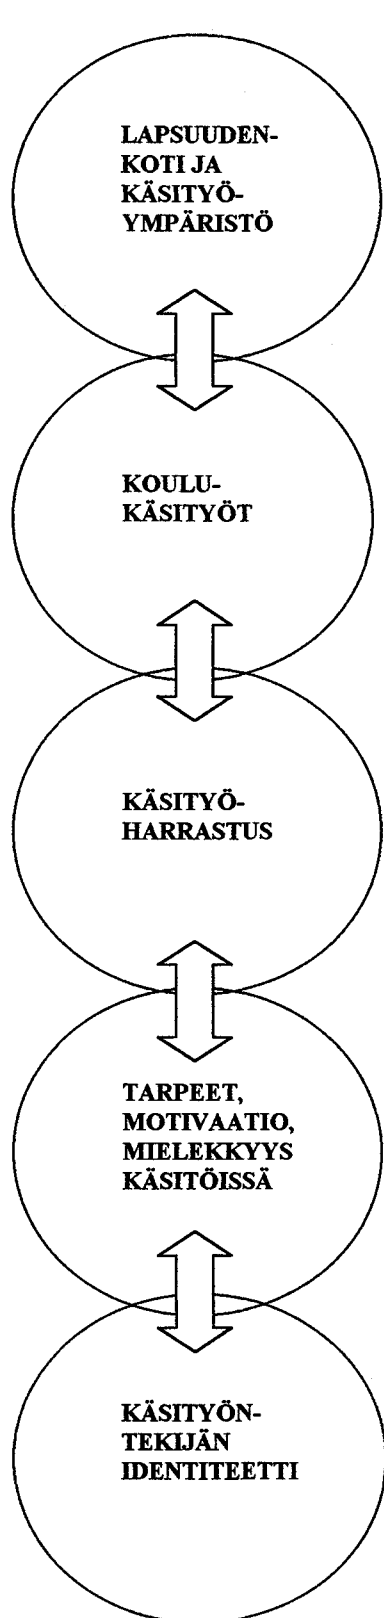 LAPSUUDEN-
KOTI JA
KÄSITYÖ-
YMPÄRISTÖ
KOULU-
KÄSITYÖT
KÄSITYÖ-
HARRASTUS
TARPEET,
MOTIVAATIO,
MIELEKKYYS
KÄSITÖISSÄ
KÄSITYÖN-
TEKIJÄN
IDENTITEETTI